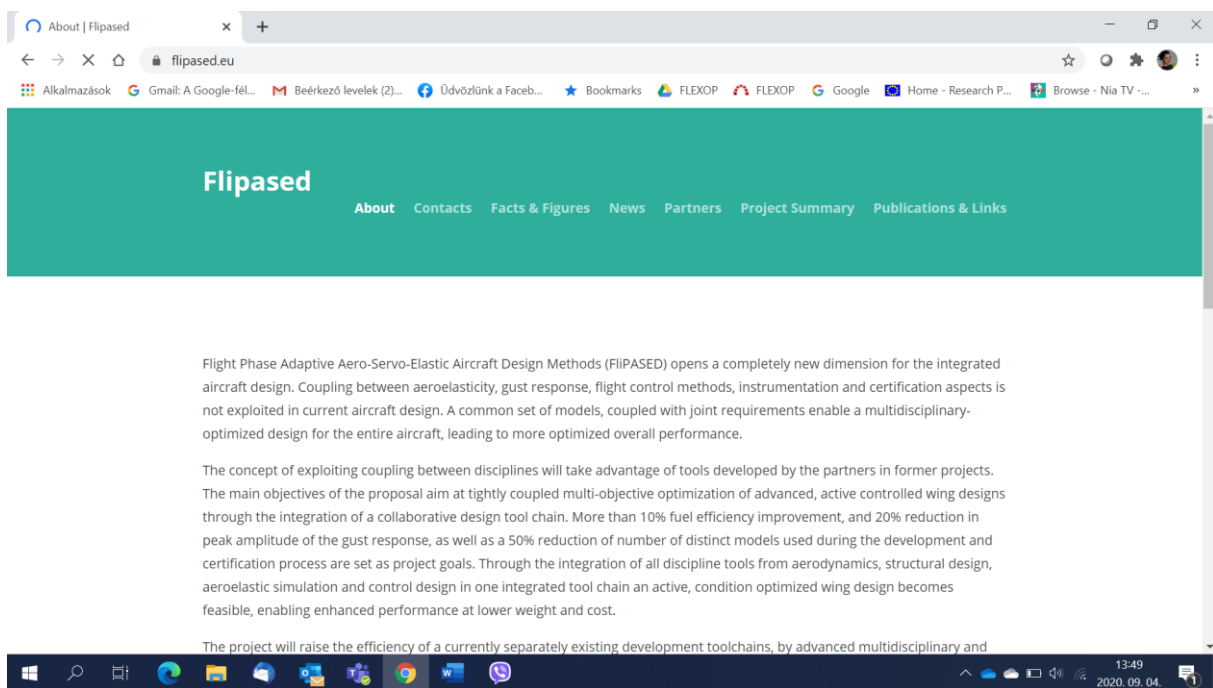 About | Flipased
flipased.eu
Alkalmazások Gmail: A Google-fél... Beérkező levelek (2)... Üdvözlünk a Faceb... Bookmarks FLEXOP FLEXOP Google Home - Research P... Browse - Nia TV -... »
Flipased
About Contacts Facts & Figures News Partners Project Summary Publications & Links
Flight Phase Adaptive Aero-Servo-Elastic Aircraft Design Methods (FliPASED) opens a completely new dimension for the integrated
aircraft design. Coupling between aeroelasticity, gust response, flight control methods, instrumentation and certification aspects is
not exploited in current aircraft design. A common set of models, coupled with joint requirements enable a multidisciplinary-
optimized design for the entire aircraft, leading to more optimized overall performance.
The concept of exploiting coupling between disciplines will take advantage of tools developed by the partners in former projects.
The main objectives of the proposal aim at tightly coupled multi-objective optimization of advanced, active controlled wing designs
through the integration of a collaborative design tool chain. More than 10% fuel efficiency improvement, and 20% reduction in
peak amplitude of the gust response, as well as a 50% reduction of number of distinct models used during the development and
certification process are set as project goals. Through the integration of all discipline tools from aerodynamics, structural design,
aeroelastic simulation and control design in one integrated tool chain an active, condition optimized wing design becomes
feasible, enabling enhanced performance at lower weight and cost.
The project will raise the efficiency of a currently separately existing development toolchains, by advanced multidisciplinary and
13:49
2020. 09. 04.